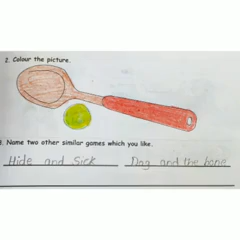 2. Colour the picture.
3. Name two other similar games which you like.
Hide and Sick Dog and the bone